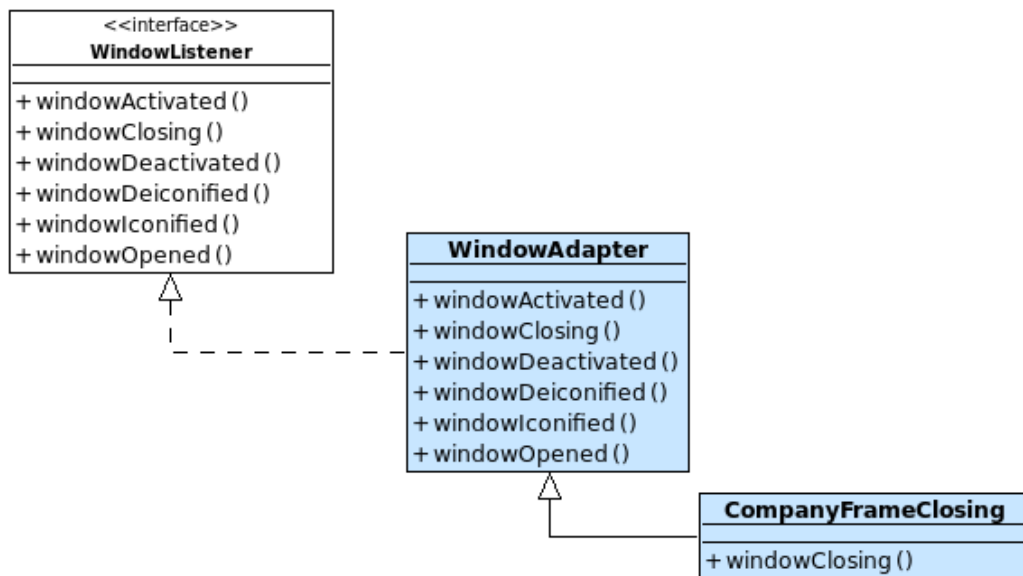 <<interface>>
WindowListener
+ windowActivated ()
+ windowClosing ()
+ windowDeactivated ()
+ windowDeiconified ()
+ windowIconified ()
+ windowOpened ()
WindowAdapter
+ windowActivated ()
+ windowClosing ()
+ windowDeactivated ()
+ windowDeiconified ()
+ windowIconified ()
+ windowOpened ()
CompanyFrameClosing
+ windowClosing ()